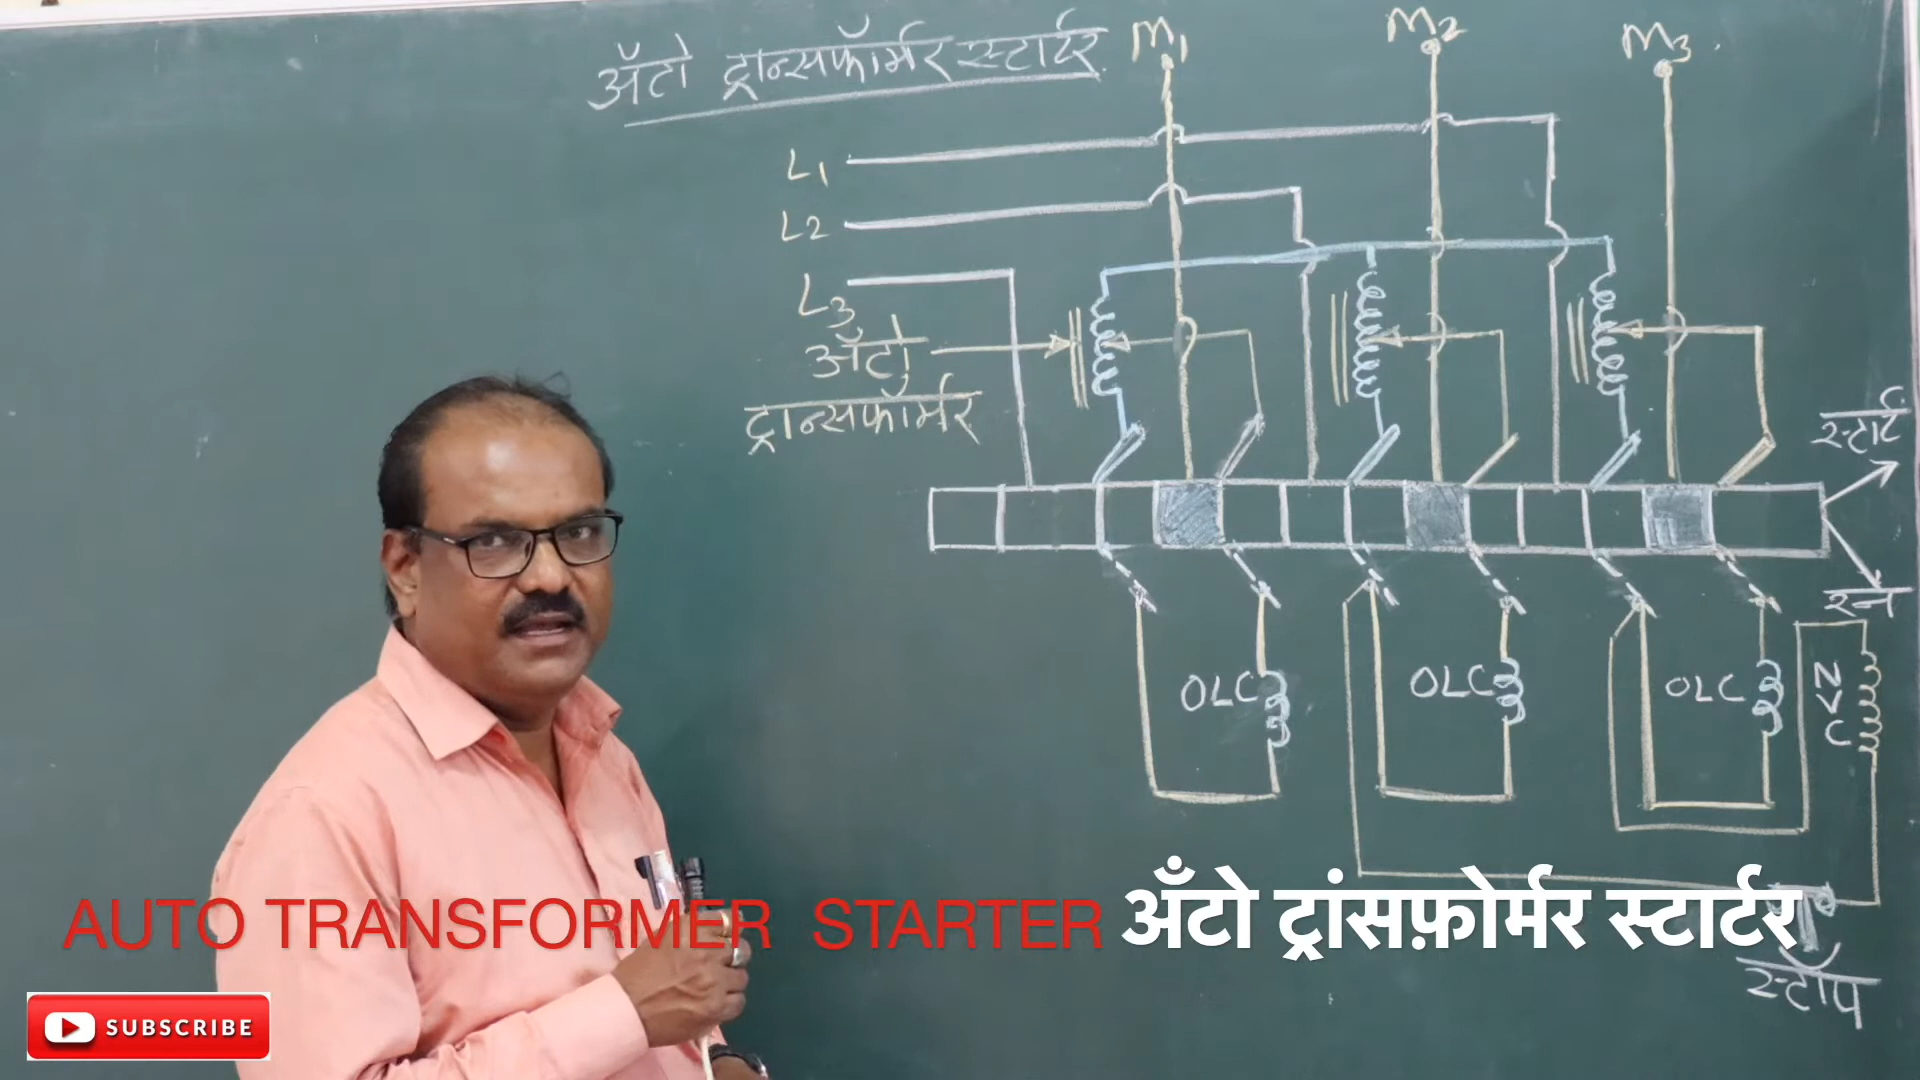 अ‍ॅटो ट्रान्सफॉर्मर स्टार्टर.
M1
M2
M3
L1
L2
L3
अ‍ॅटो
ट्रान्सफॉर्मर
स्टार्ट
रन
OLC
OLC
OLC
NVC
AUTO TRANSFORMER STARTER अँटो ट्रांसफ़ोर्मर स्टार्टर
स्टॉप
SUBSCRIBE